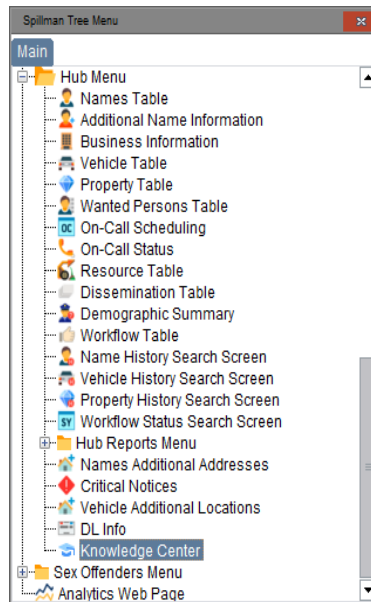 Spillman Tree Menu
Main
Hub Menu
Names Table
Additional Name Information
Business Information
Vehicle Table
Property Table
Wanted Persons Table
OC On-Call Scheduling
On-Call Status
Resource Table
Dissemination Table
Demographic Summary
Workflow Table
Name History Search Screen
Vehicle History Search Screen
Property History Search Screen
SY Workflow Status Search Screen
Hub Reports Menu
Names Additional Addresses
Critical Notices
Vehicle Additional Locations
DL Info
Knowledge Center
Sex Offenders Menu
Analytics Web Page